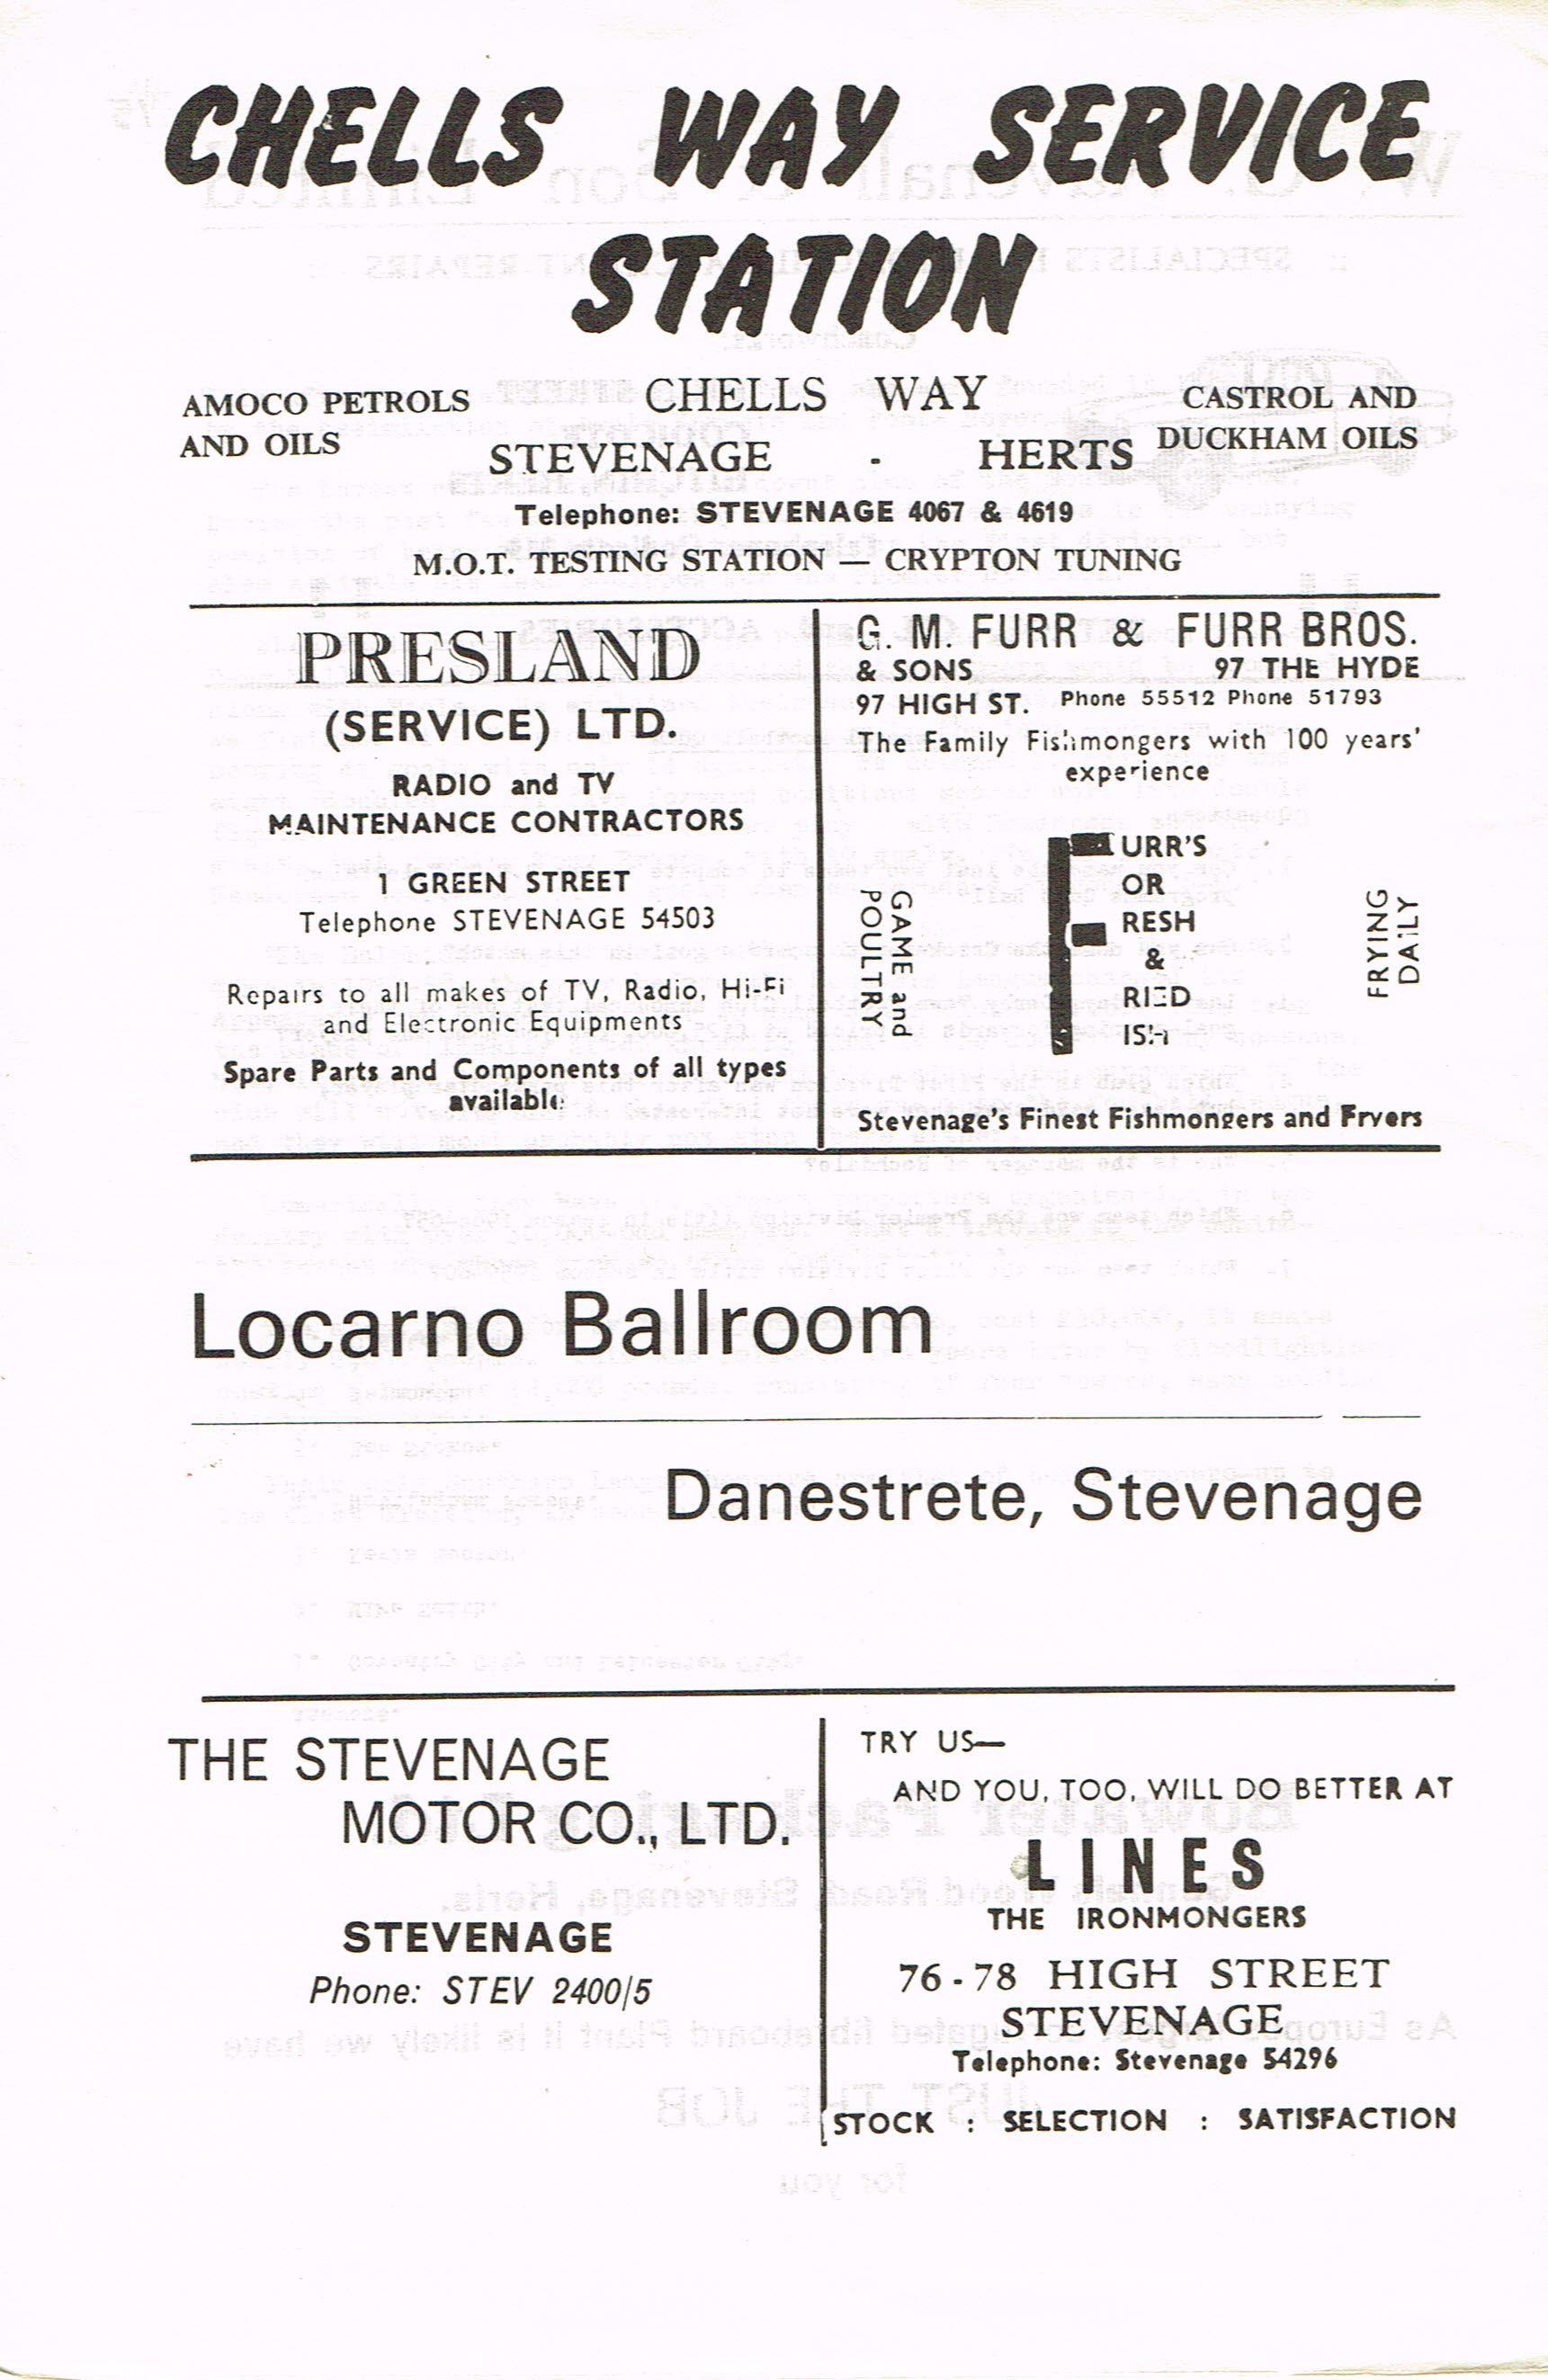 CHELLS WAY SERVICE
STATION
AMOCO PETROLS
AND OILS
CHELLS WAY
STEVENAGE - HERTS
CASTROL AND
DUCKHAM OILS
Telephone: STEVENAGE 4067 & 4619
M.O.T. TESTING STATION — CRYPTON TUNING
PRESLAND
(SERVICE) LTD.
RADIO and TV
MAINTENANCE CONTRACTORS
1 GREEN STREET
Telephone STEVENAGE 54503
Repairs to all makes of TV, Radio, Hi-Fi
and Electronic Equipments
Spare Parts and Components of all types
available
G. M. FURR & FURR BROS.
& SONS 97 THE HYDE
97 HIGH ST. Phone 55512 Phone 51793
The Family Fishmongers with 100 years'
experience
GAME and
POULTRY
FURR'S
OR
RESH
&
RIED
ISH
FRYING
DAILY
Stevenage's Finest Fishmongers and Fryers
Locarno Ballroom
Danestrete, Stevenage
THE STEVENAGE
MOTOR CO., LTD.
STEVENAGE
Phone: STEV 2400/5
TRY US—
AND YOU, TOO, WILL DO BETTER AT
LINES
THE IRONMONGERS
76-78 HIGH STREET
STEVENAGE
Telephone: Stevenage 54296
STOCK : SELECTION : SATISFACTION